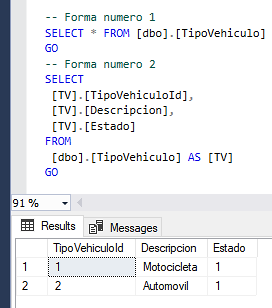 -- Forma numero 1
SELECT * FROM [dbo].[TipoVehiculo]
GO
-- Forma numero 2
SELECT
[TV].[TipoVehiculoId],
[TV].[Descripcion],
[TV].[Estado]
FROM
[dbo].[TipoVehiculo] AS [TV]
GO
91 %
Results Messages
TipoVehiculoId Descripcion Estado
1 1 Motocicleta 1
2 2 Automovil 1